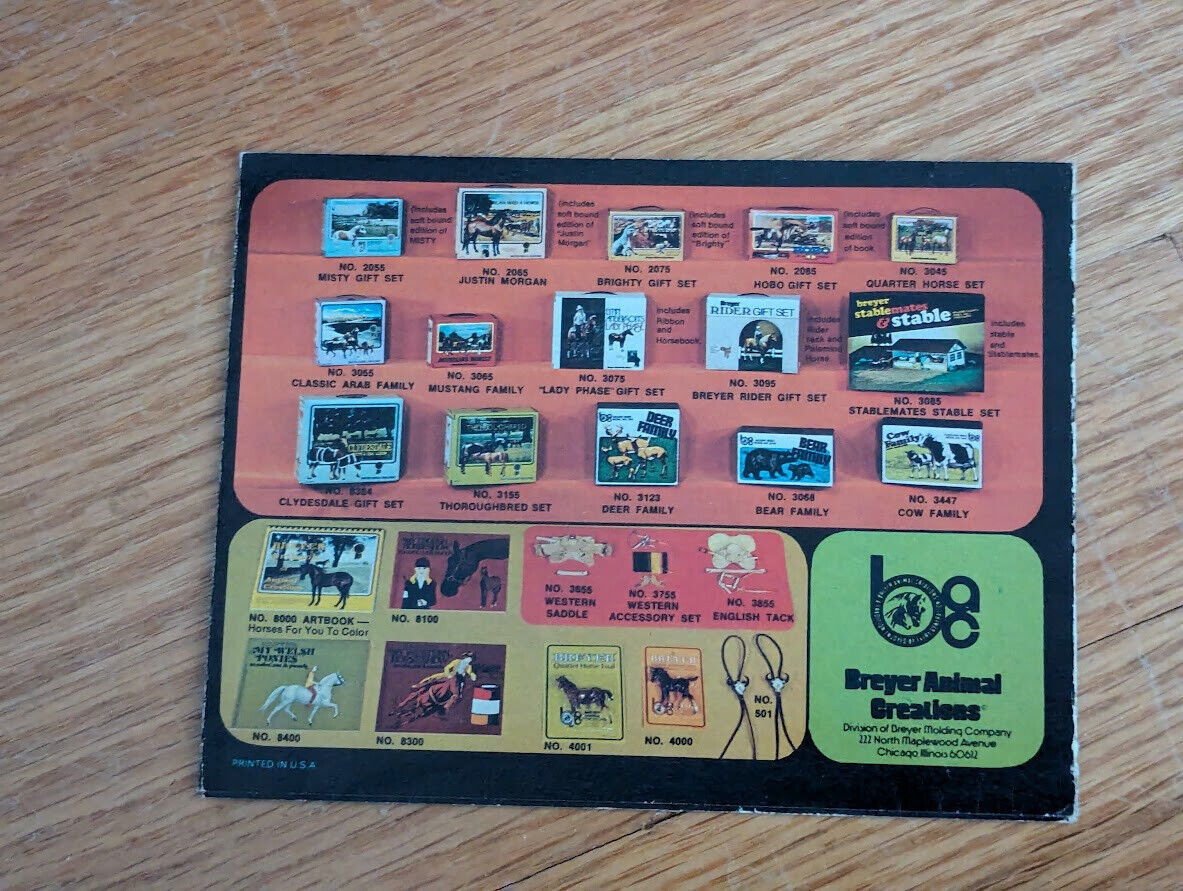 (Includes
soft bound
edition of
MISTY
NO. 2055
MISTY GIFT SET
(Includes
soft bound
edition of
"Justin
Morgan"
NO. 2065
JUSTIN MORGAN
(Includes
soft bound
edition of
"Brighty"
NO. 2075
BRIGHTY GIFT SET
(Includes
soft bound
edition
of book
NO. 2085
HOBO GIFT SET
NO. 3045
QUARTER HORSE SET
NO. 3055
CLASSIC ARAB FAMILY
NO. 3065
MUSTANG FAMILY
LADY PHASE
Includes
Ribbon
and
Horsebook.
NO. 3075
"LADY PHASE" GIFT SET
Breyer
RIDER GIFT SET
Includes
Rider
Tack and
Palomino
Horse.
NO. 3095
BREYER RIDER GIFT SET
breyer
stablemates
& stable
includes
stable
and
Stablemates.
NO. 3085
STABLEMATES STABLE SET
NO. 8384
CLYDESDALE GIFT SET
NO. 3155
THOROUGHBRED SET
DEER
FAMILY
NO. 3123
DEER FAMILY
BEAR
FAMILY
NO. 3068
BEAR FAMILY
Cow
Family
NO. 3447
COW FAMILY
NO. 8000 ARTBOOK —
Horses For You To Color
NO. 8100
NO. 3655
WESTERN
SADDLE
NO. 3755
WESTERN
ACCESSORY SET
NO. 3855
ENGLISH TACK
MY WELSH
PONIES
NO. 8400
NO. 8300
BREYER
Quarter Horse Foal
NO. 4001
BREYER
NO. 4000
NO.
501
Breyer Animal
Creations©
Division of Breyer Molding Company
222 North Maplewood Avenue
Chicago, Illinois 60612
PRINTED IN U.S.A.